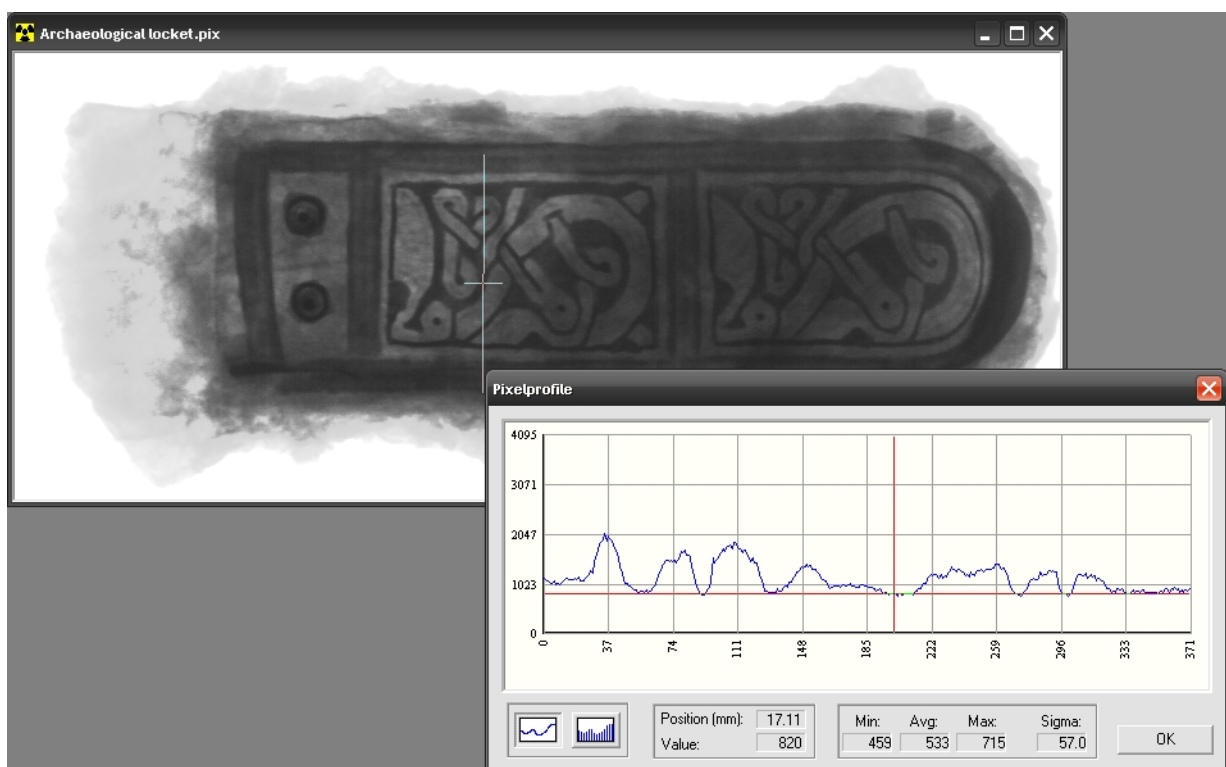 Archaeological locket.pix
Pixelprofile
4095
3071
2047
1023
0
0 37 74 111 148 185 222 259 296 333 371
Position (mm): 17.11
Value: 820
Min: Avg: Max: Sigma:
459 533 715 57.0
OK